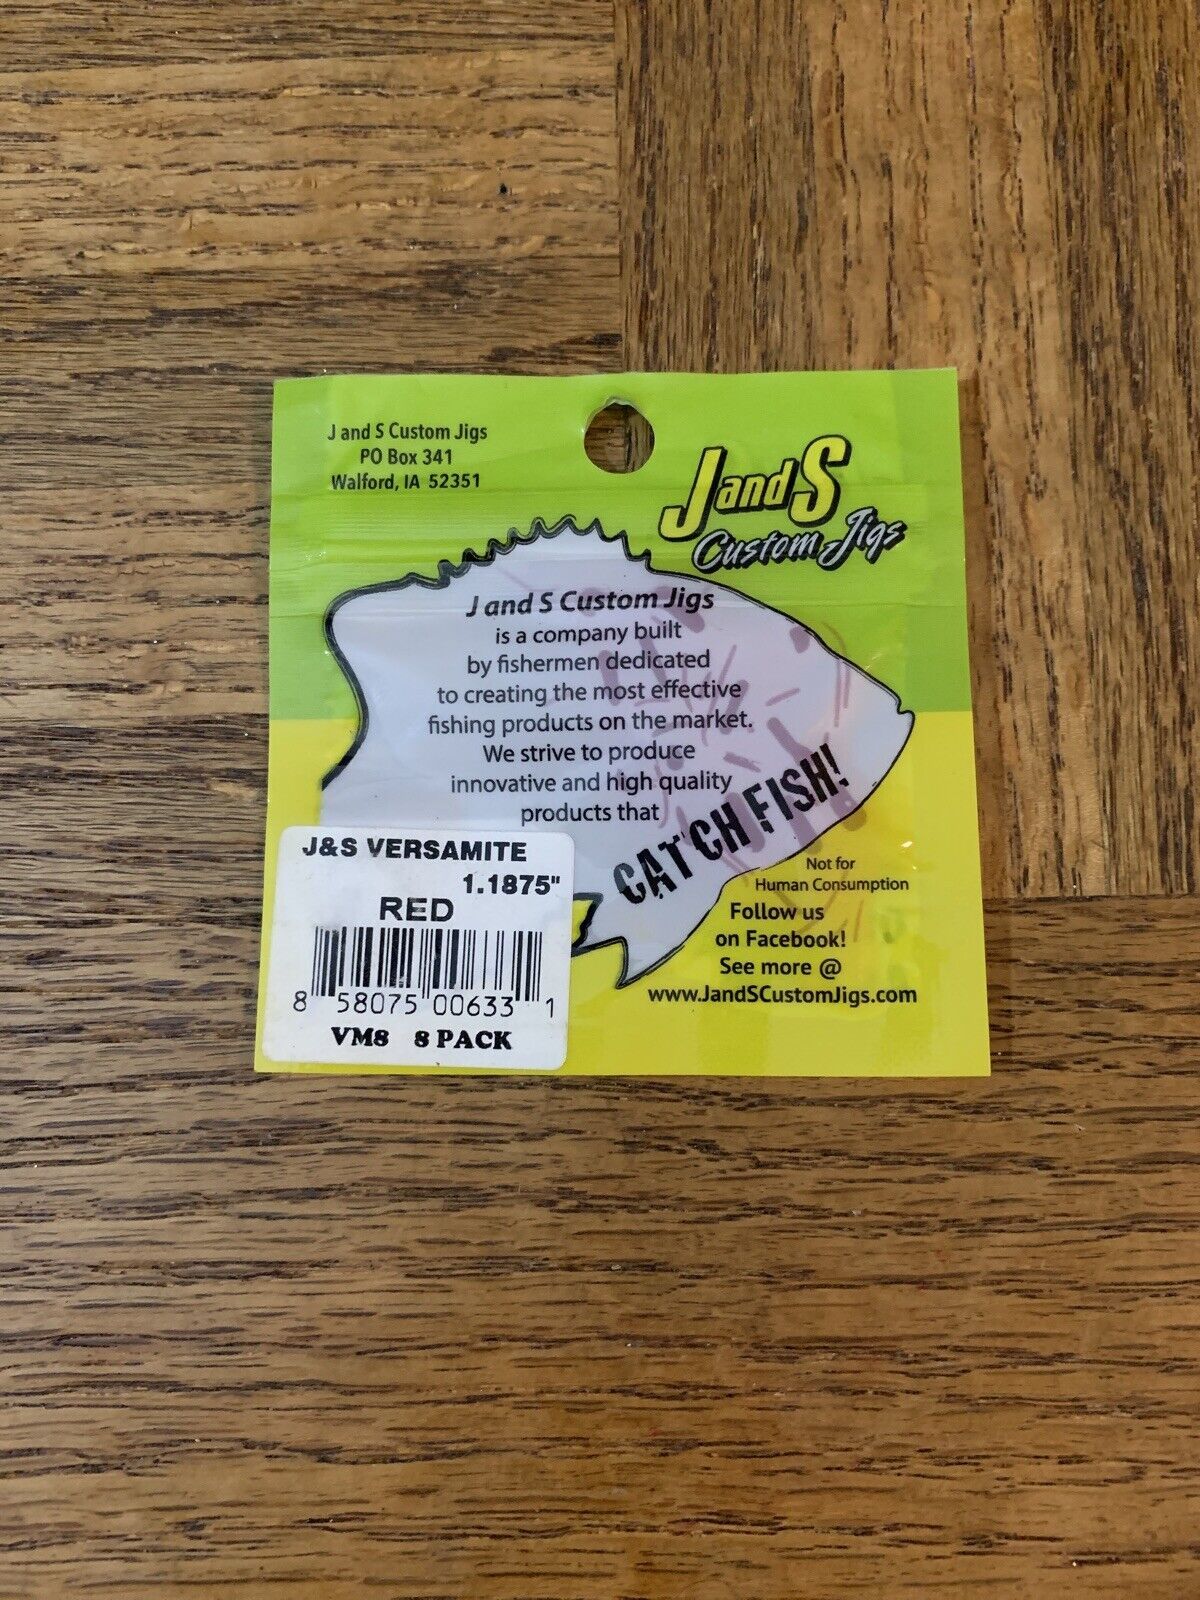 J and S Custom Jigs
PO Box 341
Walford, IA 52351
J and S
Custom Jigs
J and S Custom Jigs
is a company built
by fishermen dedicated
to creating the most effective
fishing products on the market.
We strive to produce
innovative and high quality
products that
CATCH FISH!
Not for
Human Consumption
Follow us
on Facebook!
See more @
www.JandSCustomJigs.com
J&S VERSAMITE
1.1875"
RED
8 58075 00633 1
VM8 8 PACK